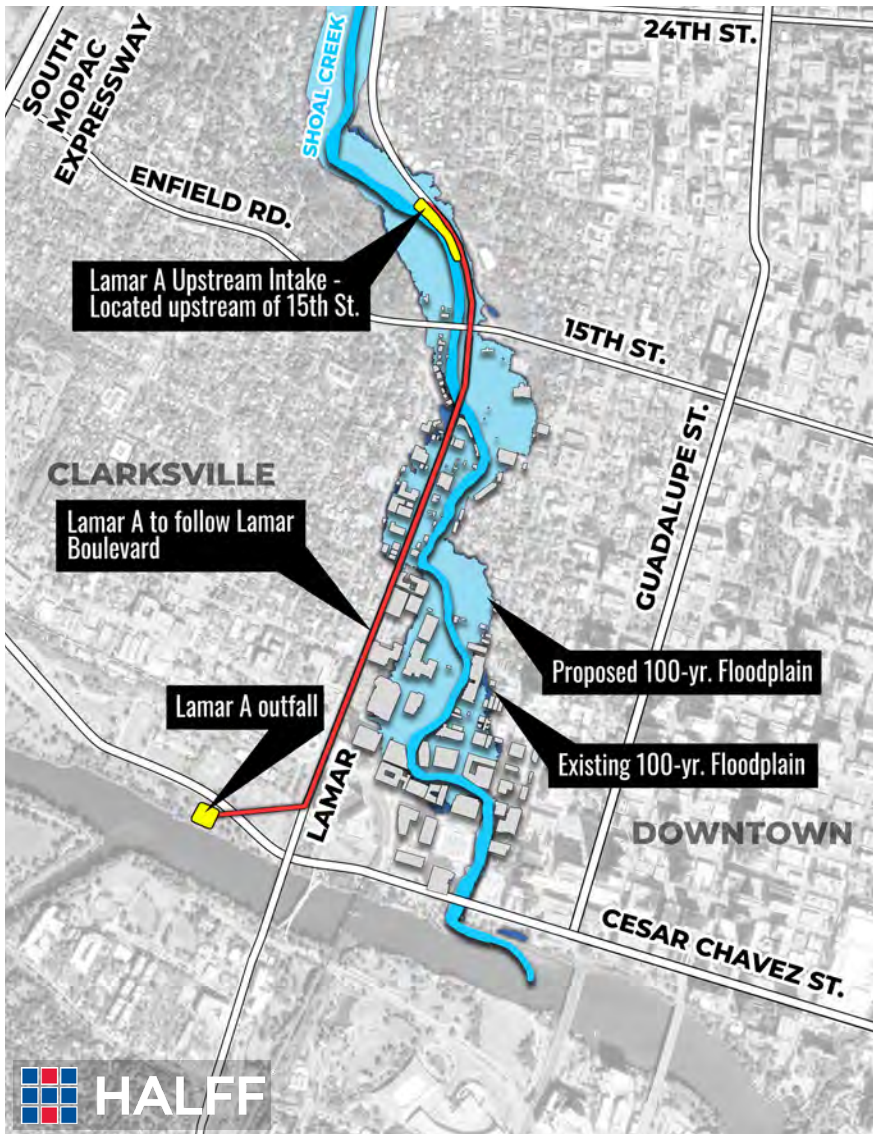 24TH ST.
SOUTH
MOPAC
EXPRESSWAY
SHOAL CREEK
ENFIELD RD.
Lamar A Upstream Intake -
Located upstream of 15th St.
15TH ST.
GUADALUPE ST.
CLARKSVILLE
Lamar A to follow Lamar
Boulevard
Proposed 100-yr. Floodplain
Lamar A outfall
Existing 100-yr. Floodplain
LAMAR
DOWNTOWN
CESAR CHAVEZ ST.
HALFF